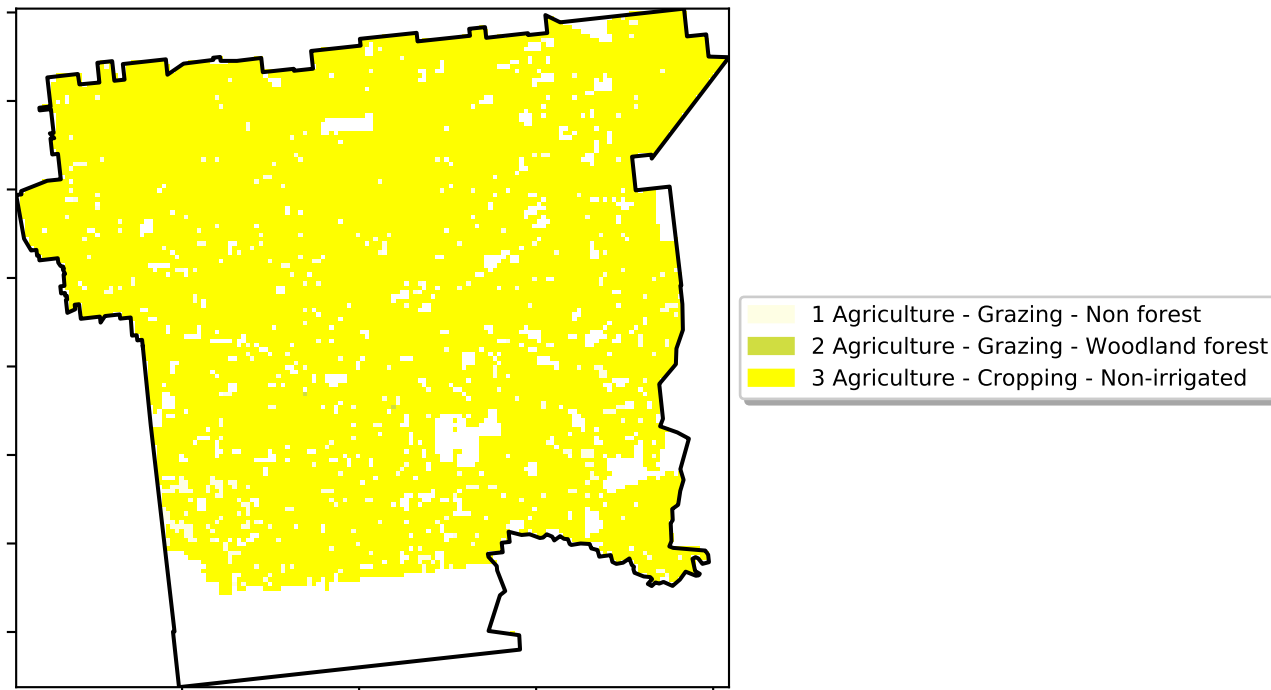 1 Agriculture - Grazing - Non forest
2 Agriculture - Grazing - Woodland forest
3 Agriculture - Cropping - Non-irrigated